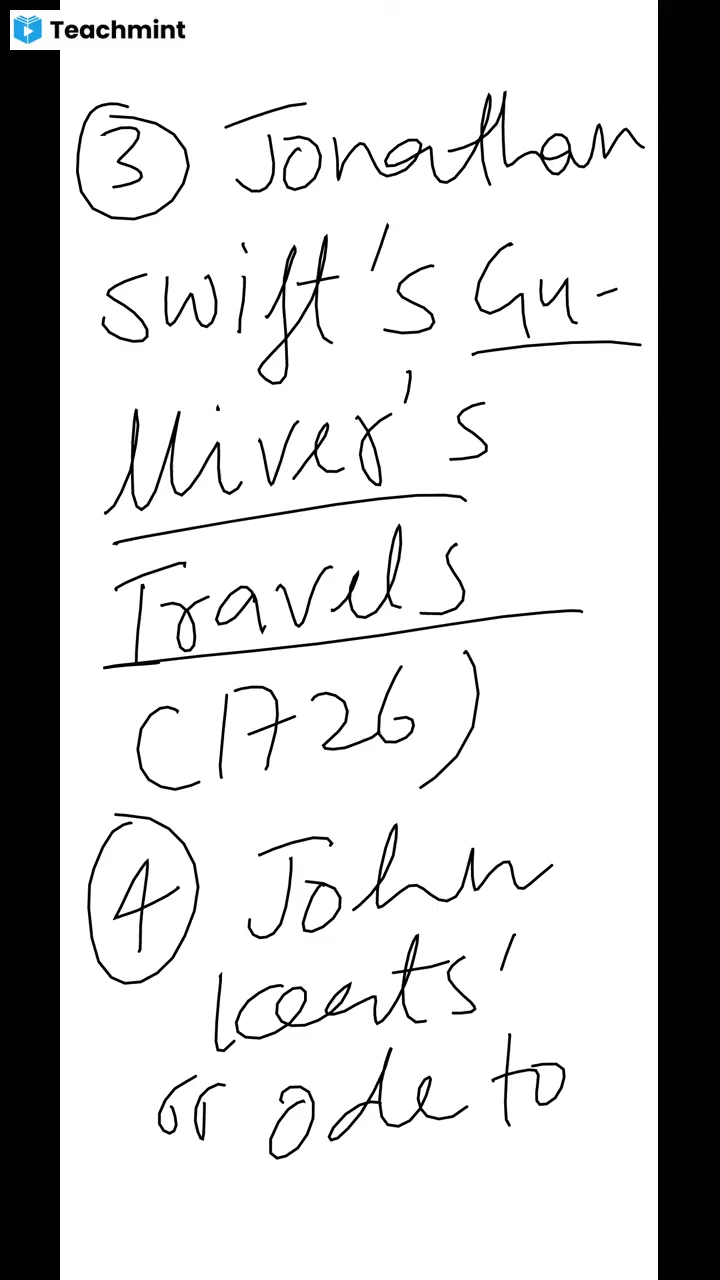 Teachmint
③ Jonathan
swift's Gu-
lliver's
Travels
(1726)
④ John
keats'
" ode to